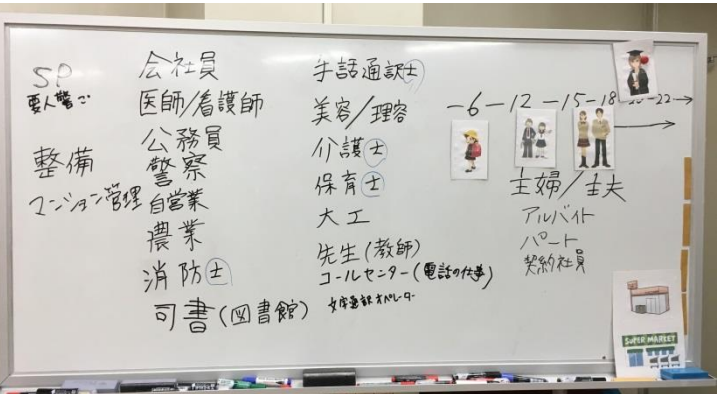 SP
要人警ご
整備
マンション管理
会社員
医師/看護師
公務員
警察
自営業
農業
消防士
司書(図書館)
手話通訳士
美容/理容
介護士
保育士
大工
先生(教師)
コールセンター(電話の仕事)
文字通訳オペレーター
-6-12-15-18-20-22→
主婦/主夫
アルバイト
パート
契約社員
SUPER MARKET